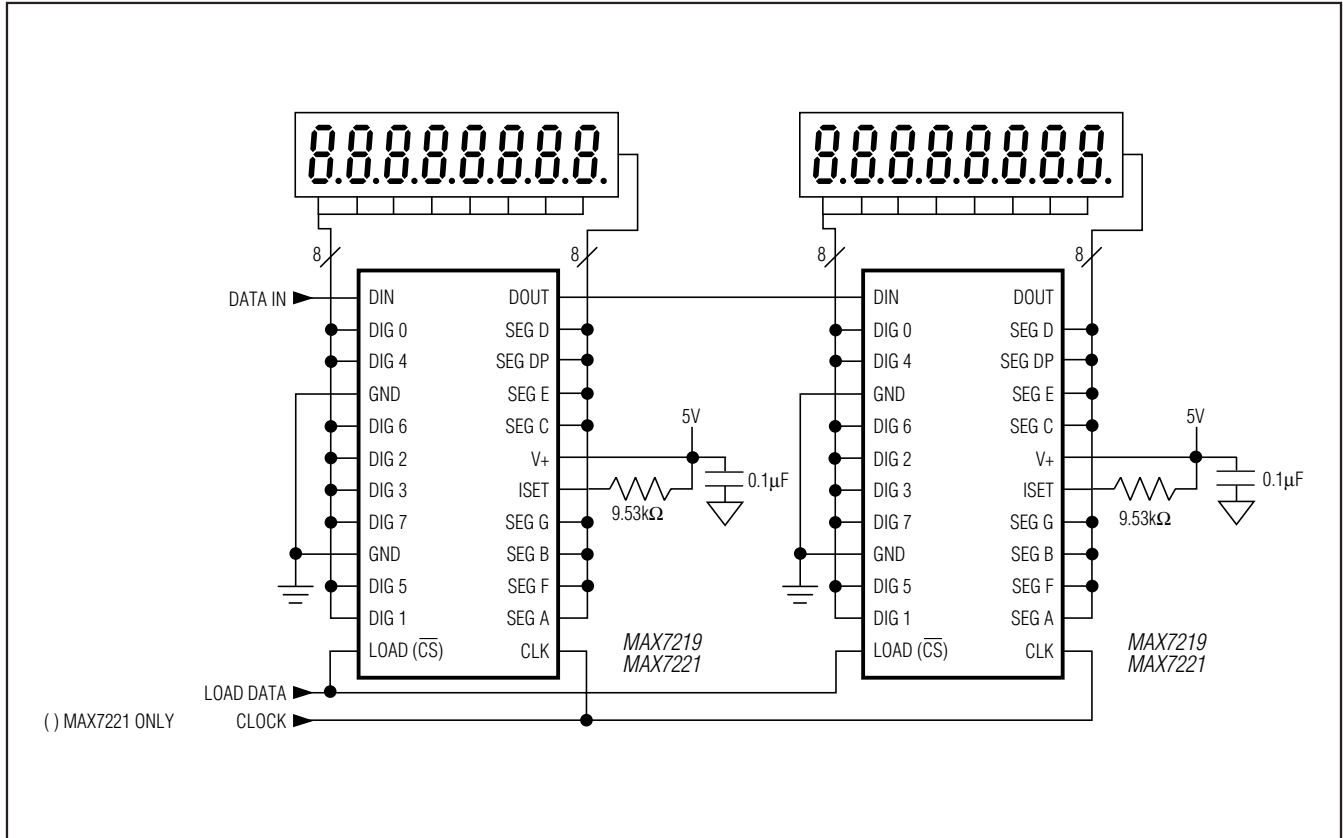 8.8.8.8.8.8.8.8.
8.8.8.8.8.8.8.8.
8
8
8
8
DATA IN
DIN
DOUT
DIG 0
SEG D
DIG 4
SEG DP
GND
SEG E
DIG 6
SEG C
DIG 2
V+
DIG 3
ISET
DIG 7
SEG G
GND
SEG B
DIG 5
SEG F
DIG 1
SEG A
LOAD (C̅S̅)
CLK
5V
0.1µF
9.53kΩ
MAX7219
MAX7221
DIN
DOUT
DIG 0
SEG D
DIG 4
SEG DP
GND
SEG E
DIG 6
SEG C
DIG 2
V+
DIG 3
ISET
DIG 7
SEG G
GND
SEG B
DIG 5
SEG F
DIG 1
SEG A
LOAD (C̅S̅)
CLK
5V
0.1µF
9.53kΩ
MAX7219
MAX7221
LOAD DATA
( ) MAX7221 ONLY
CLOCK